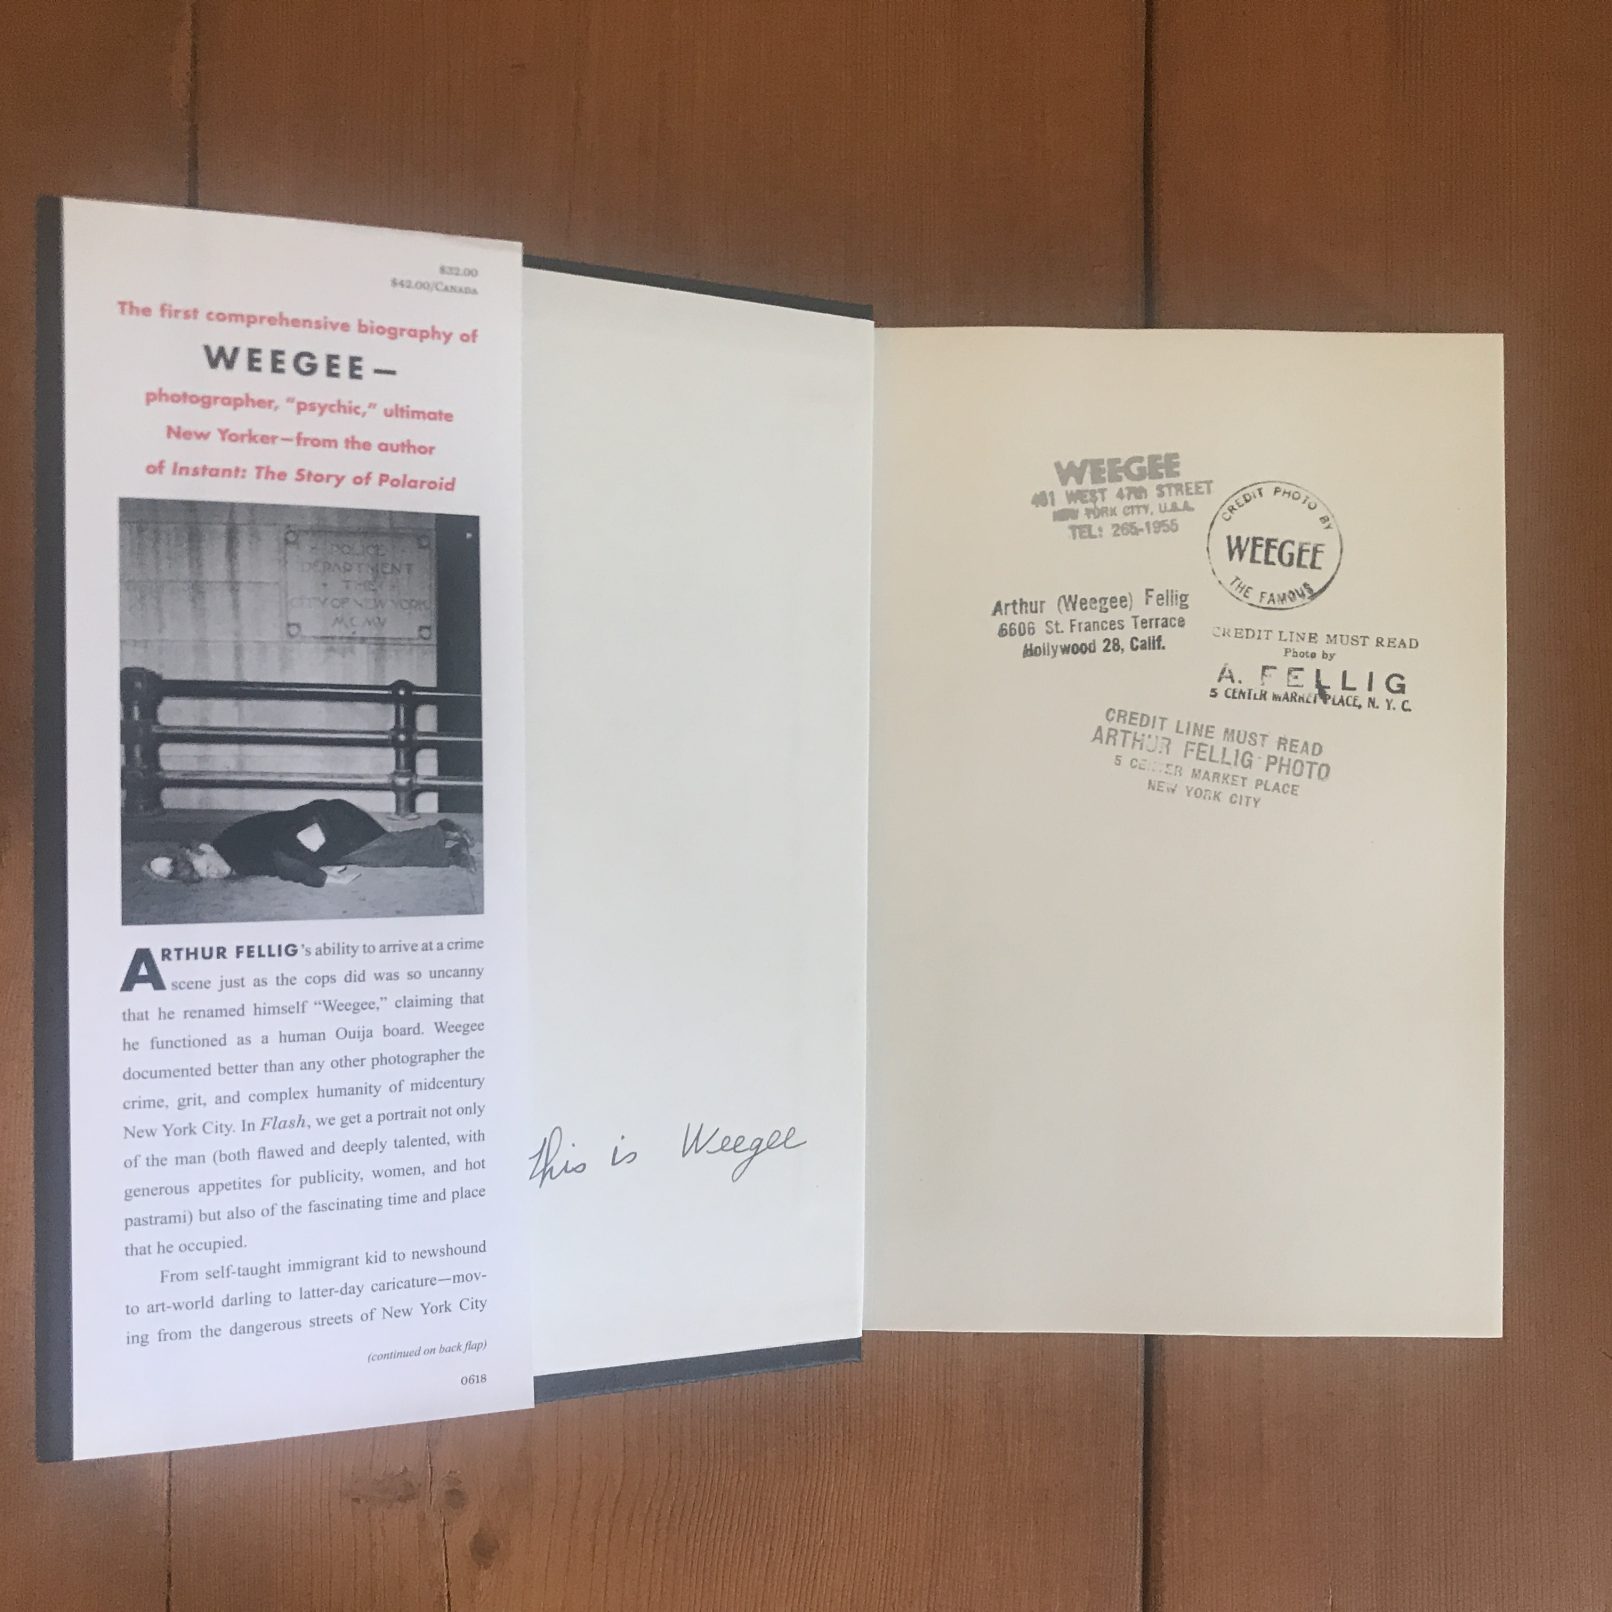 $32.00
$42.00/CANADA
The first comprehensive biography of
WEEGEE—
photographer, “psychic,” ultimate
New Yorker—from the author
of Instant: The Story of Polaroid
POLICE
DEPARTMENT
THE
CITY OF NEW YORK
ARTHUR FELLIG's ability to arrive at a crime
scene just as the cops did was so uncanny
that he renamed himself “Weegee,” claiming that
he functioned as a human Ouija board. Weegee
documented better than any other photographer the
crime, grit, and complex humanity of midcentury
New York City. In Flash, we get a portrait not only
of the man (both flawed and deeply talented, with
generous appetites for publicity, women, and hot
pastrami) but also of the fascinating time and place
that he occupied.
From self-taught immigrant kid to newshound
to art-world darling to latter-day caricature—mov-
ing from the dangerous streets of New York City
(continued on back flap)
0618
this is Weegee
WEEGEE
451 WEST 47th STREET
NEW YORK CITY, U.S.A.
TEL: 265-1955
CREDIT PHOTO BY
WEEGEE
THE FAMOUS
Arthur (Weegee) Fellig
6606 St. Frances Terrace
Hollywood 28, Calif.
CREDIT LINE MUST READ
Photo by
A. FELLIG
5 CENTER MARKET PLACE, N. Y. C.
CREDIT LINE MUST READ
ARTHUR FELLIG PHOTO
5 CENTER MARKET PLACE
NEW YORK CITY